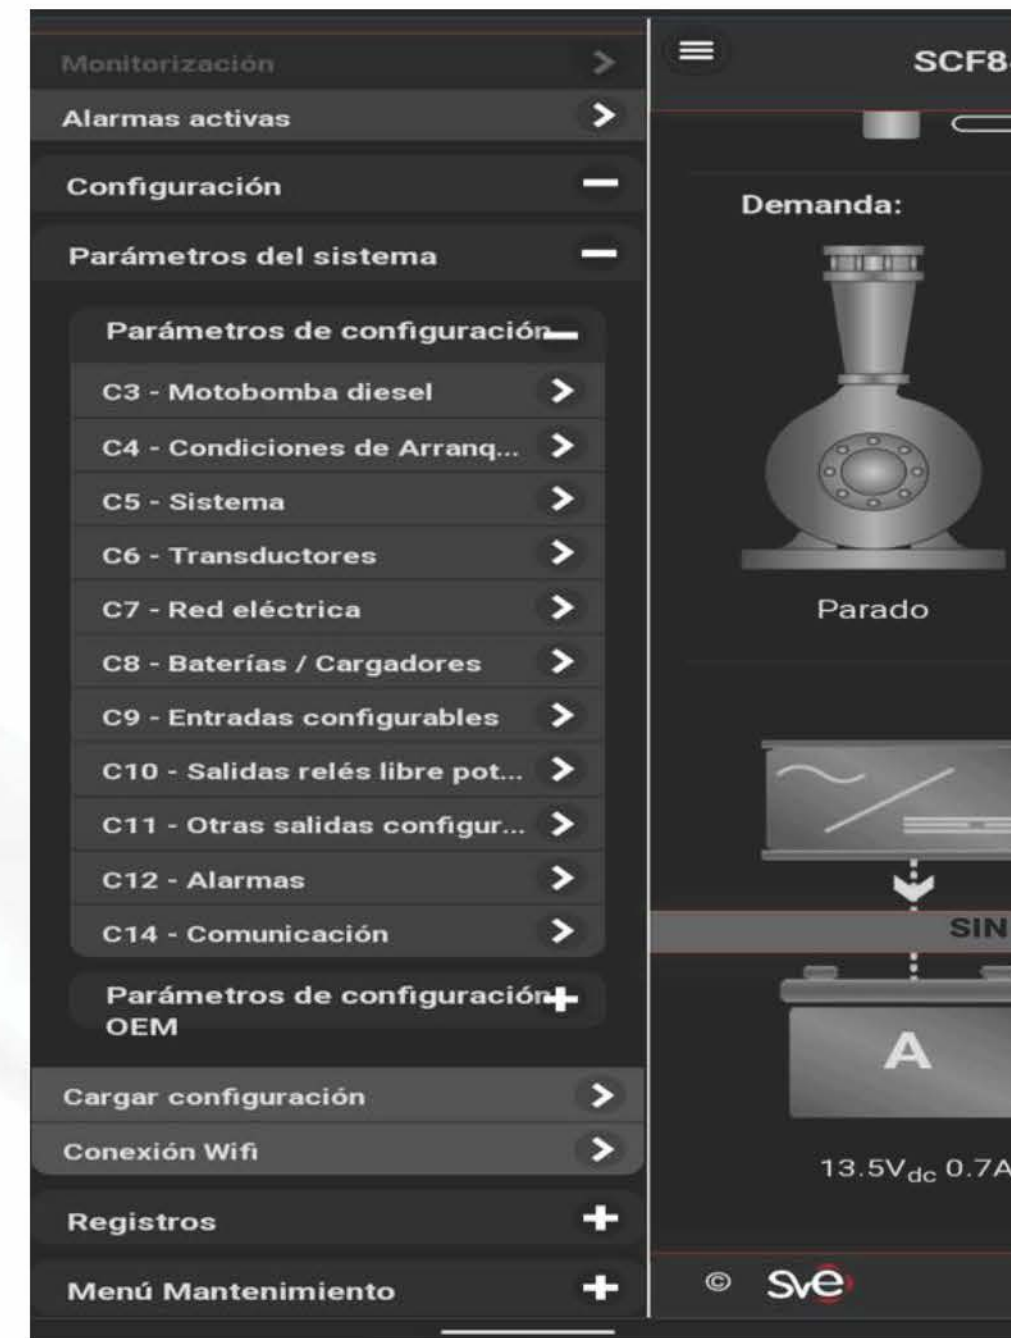 Monitorización
Alarmas activas
Configuración
Parámetros del sistema
Parámetros de configuración
C3 - Motobomba diesel
C4 - Condiciones de Arranq...
C5 - Sistema
C6 - Transductores
C7 - Red eléctrica
C8 - Baterías / Cargadores
C9 - Entradas configurables
C10 - Salidas relés libre pot...
C11 - Otras salidas configur...
C12 - Alarmas
C14 - Comunicación
Parámetros de configuración
OEM
Cargar configuración
Conexión Wifi
Registros
Menú Mantenimiento
SCF8
Demanda:
Parado
SIN
A
13.5Vdc 0.7A
© sve